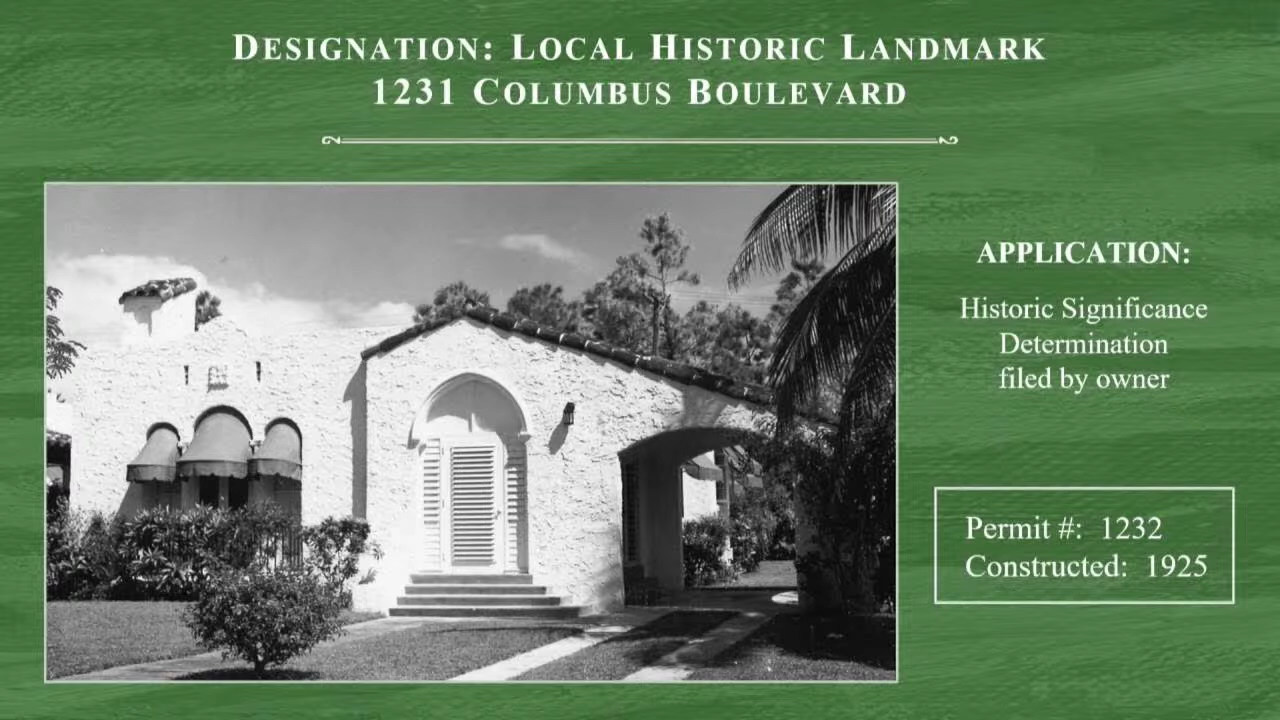 DESIGNATION: LOCAL HISTORIC LANDMARK
1231 COLUMBUS BOULEVARD
APPLICATION:
Historic Significance
Determination
filed by owner
Permit #: 1232
Constructed: 1925